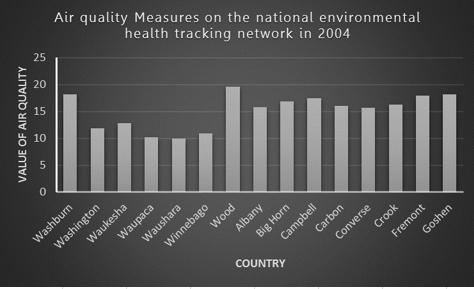 Air quality Measures on the national environmental
health tracking network in 2004
VALUE OF AIR QUALITY
25
20
15
10
5
0
Washburn
Washington
Waukesha
Waupaca
Waushara
Winnebago
Wood
Albany
Big Horn
Campbell
Carbon
Converse
Crook
Fremont
Goshen
COUNTRY